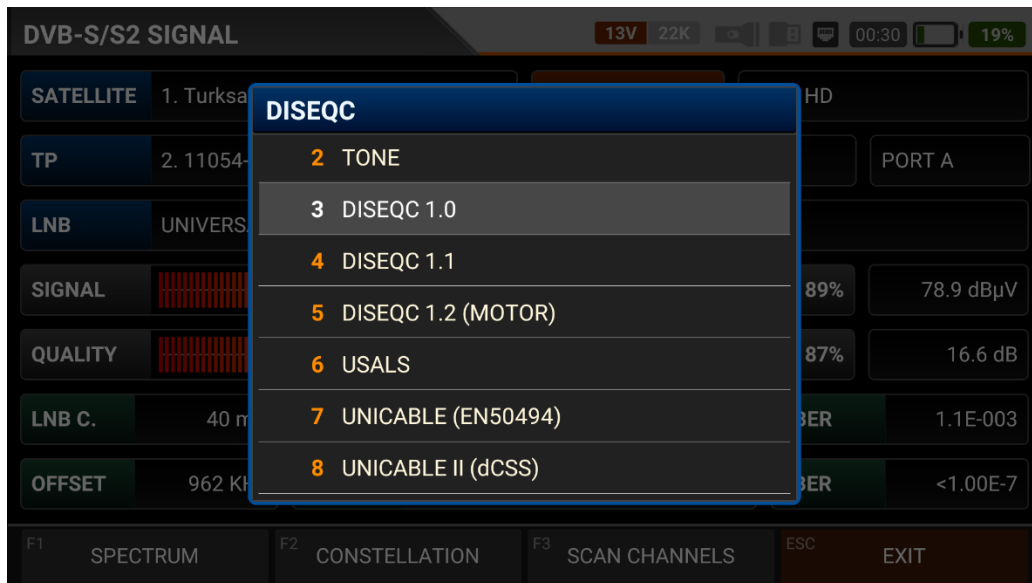 DVB-S/S2 SIGNAL 13V 22K 00:30 19%
SATELLITE 1. Turksa HD
DISEQC
TP 2. 11054- PORT A
2 TONE
3 DISEQC 1.0
LNB UNIVERS
4 DISEQC 1.1
SIGNAL 89% 78.9 dBµV
5 DISEQC 1.2 (MOTOR)
QUALITY 87% 16.6 dB
6 USALS
LNB C. 40 m BER 1.1E-003
7 UNICABLE (EN50494)
8 UNICABLE II (dCSS)
OFFSET 962 KH BER <1.00E-7
F1 SPECTRUM F2 CONSTELLATION F3 SCAN CHANNELS ESC EXIT